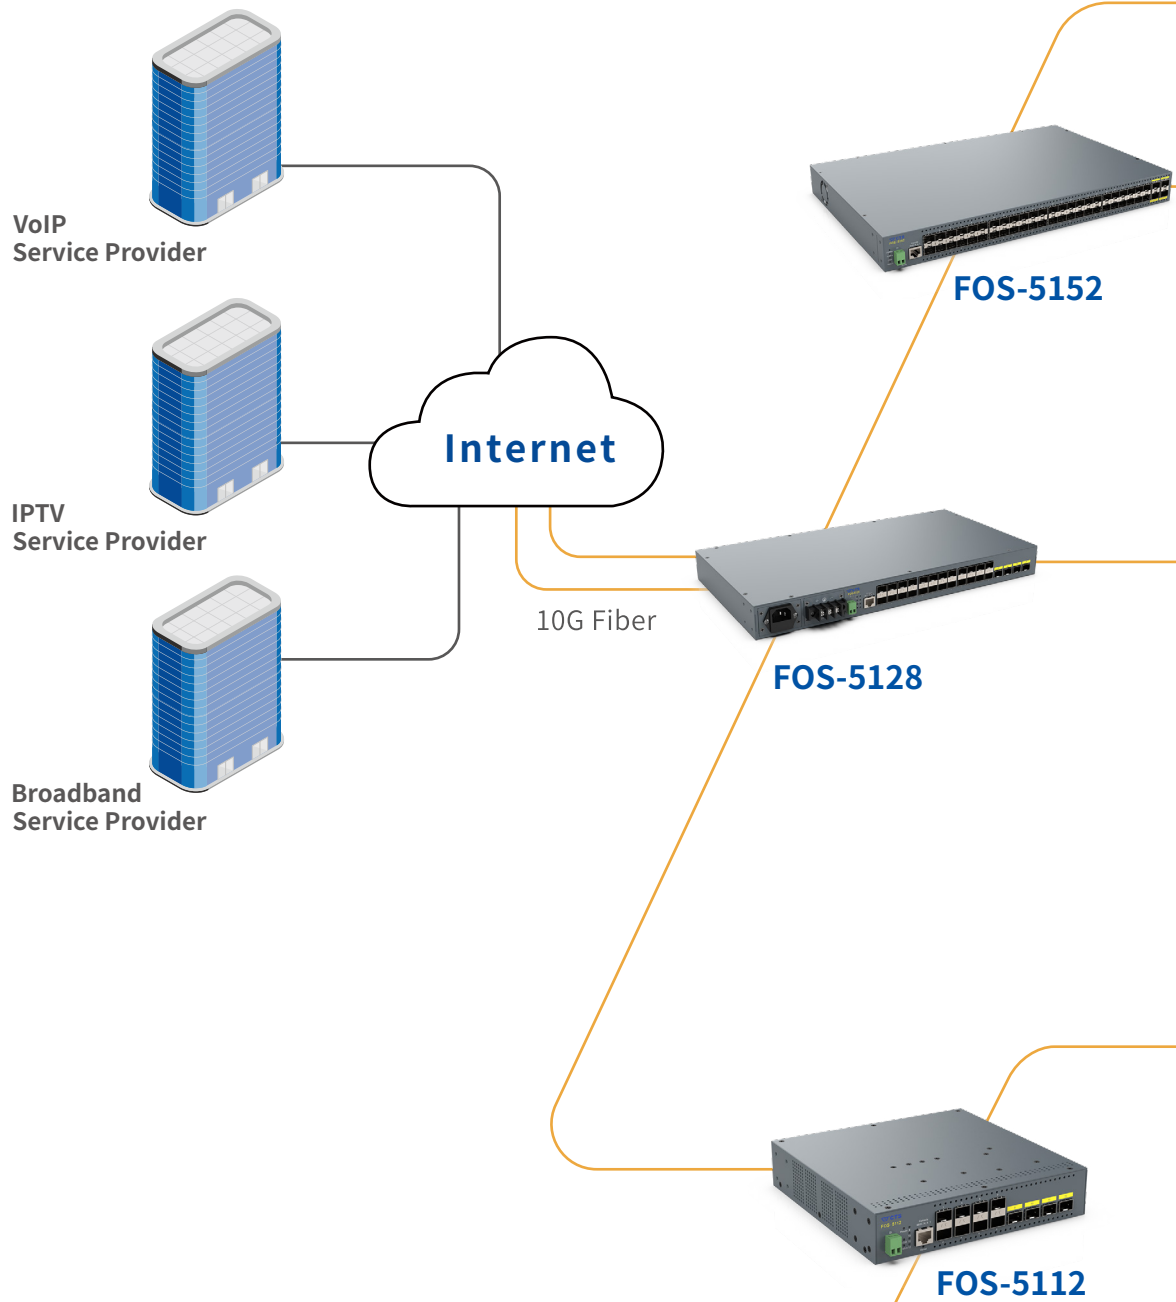 VoIP
Service Provider
FOS-5152
Internet
IPTV
Service Provider
10G Fiber
FOS-5128
Broadband
Service Provider
FOS-5112